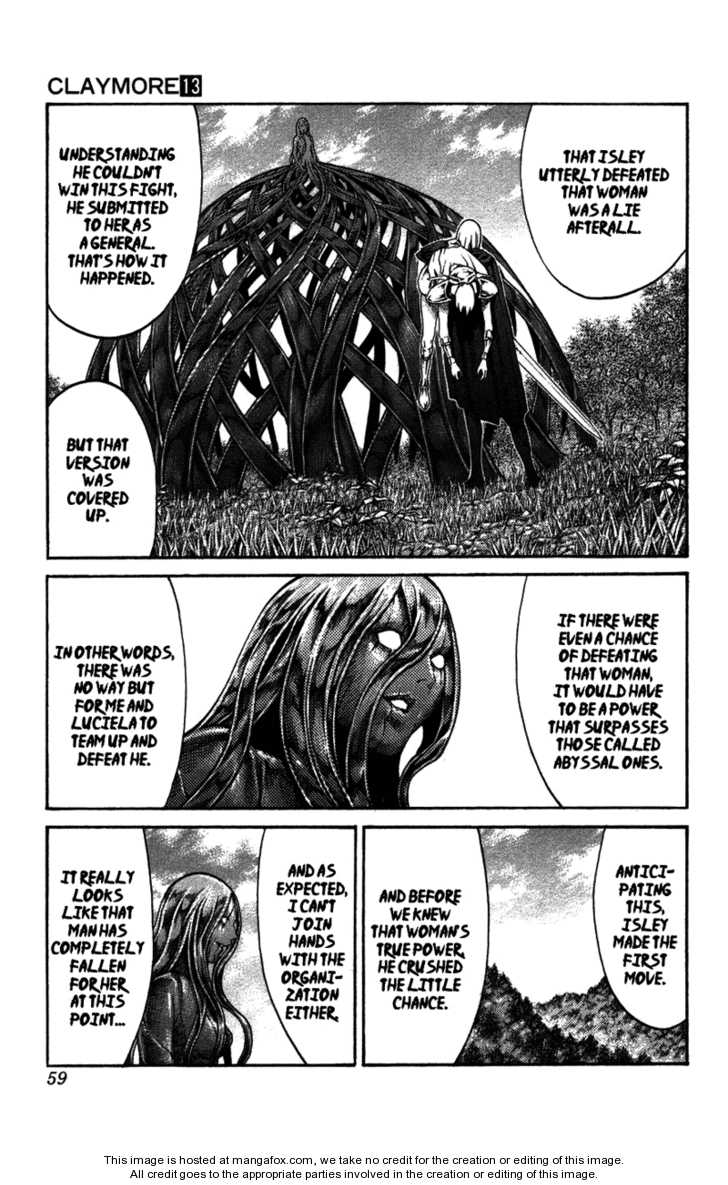 CLAYMORE 13
THAT ISLEY
UTTERLY DEFEATED
THAT WOMAN
WAS A LIE
AFTERALL.
UNDERSTANDING
HE COULDN'T
WIN THIS FIGHT,
HE SUBMITTED
TO HER AS
A GENERAL.
THAT'S HOW IT
HAPPENED.
BUT THAT
VERSION
WAS
COVERED
UP.
IF THERE WERE
EVEN A CHANCE
OF DEFEATING
THAT WOMAN,
IT WOULD HAVE
TO BE A POWER
THAT SURPASSES
THOSE CALLED
ABYSSAL ONES.
IN OTHER WORDS,
THERE WAS
NO WAY BUT
FOR ME AND
LUCIELA TO
TEAM UP AND
DEFEAT HE.
ANTICI-
PATING
THIS,
ISLEY
MADE THE
FIRST
MOVE.
AND BEFORE
WE KNEW
THAT WOMAN'S
TRUE POWER,
HE CRUSHED
THE LITTLE
CHANCE.
AND AS
EXPECTED,
I CAN'T
JOIN
HANDS
WITH THE
ORGANI-
ZATION
EITHER.
IT REALLY
LOOKS
LIKE THAT
MAN HAS
COMPLETELY
FALLEN
FOR HER
AT THIS
POINT...
59
This image is hosted at mangafox.com, we take no credit for the creation or editing of this image.
All credit goes to the appropriate parties involved in the creation or editing of this image.